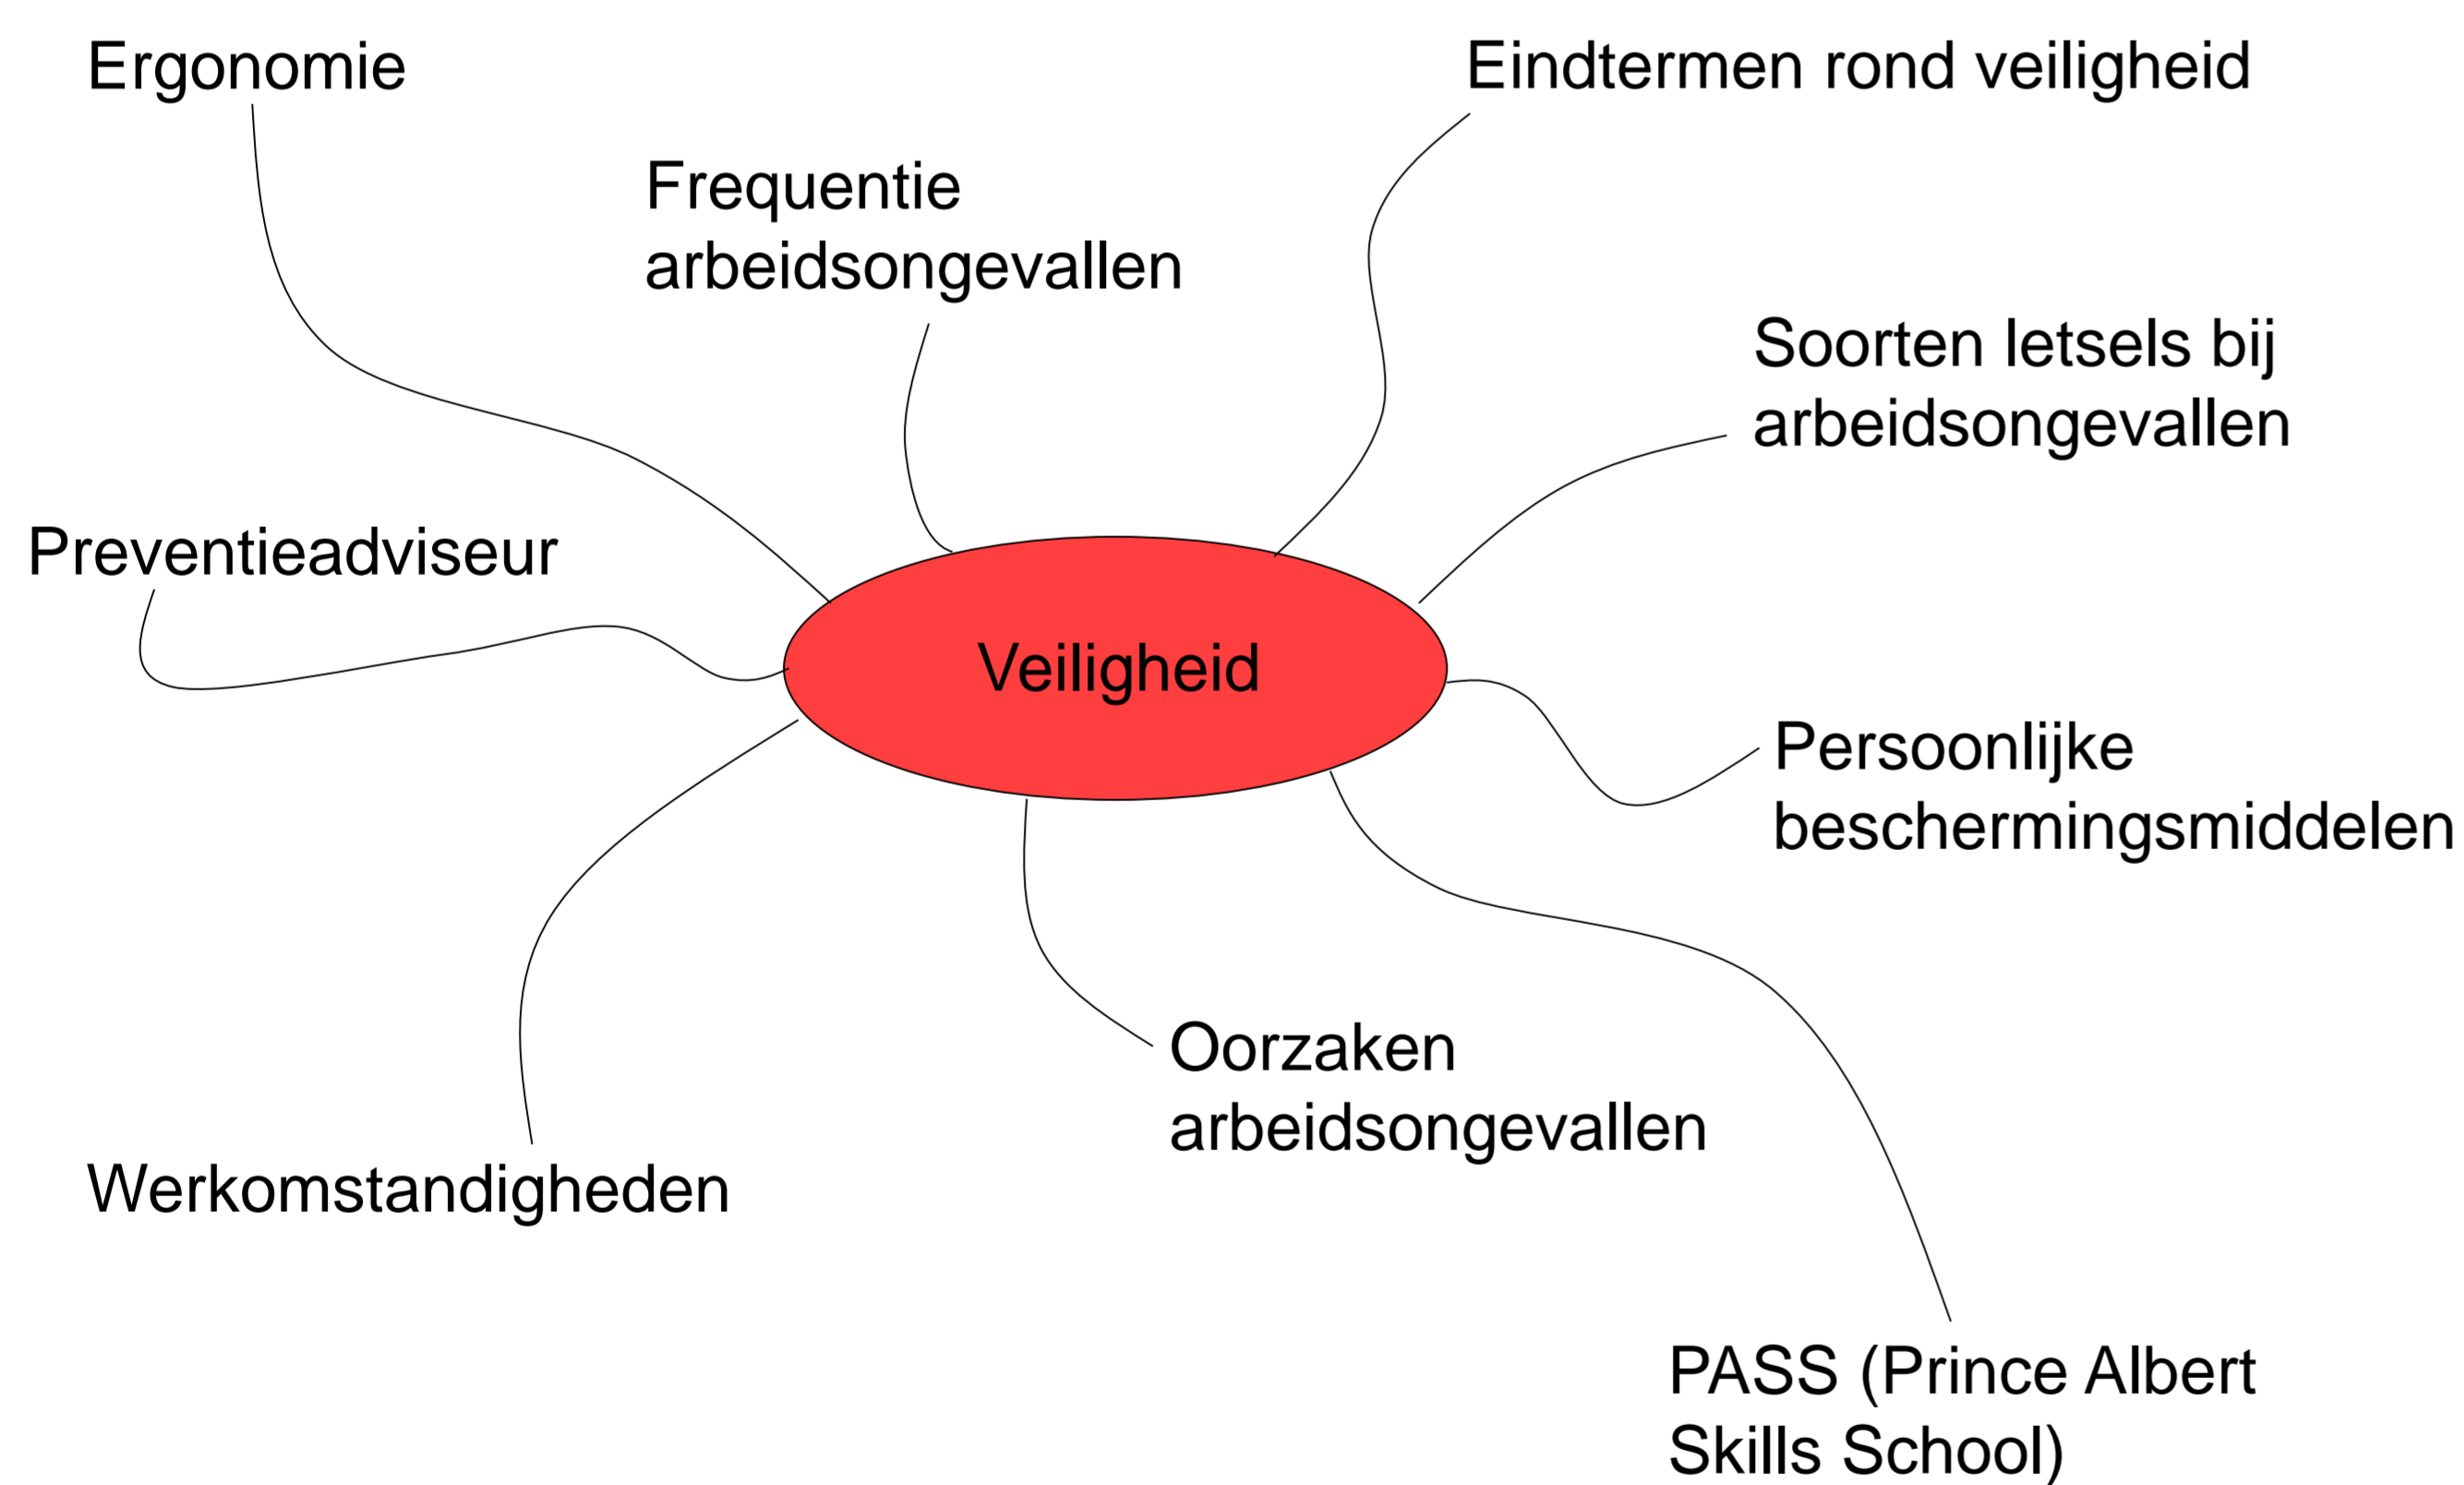 Ergonomie
Eindtermen rond veiligheid
Frequentie
arbeidsongevallen
Soorten letsels bij
arbeidsongevallen
Preventieadviseur
Veiligheid
Persoonlijke
beschermingsmiddelen
Oorzaken
arbeidsongevallen
Werkomstandigheden
PASS (Prince Albert
Skills School)